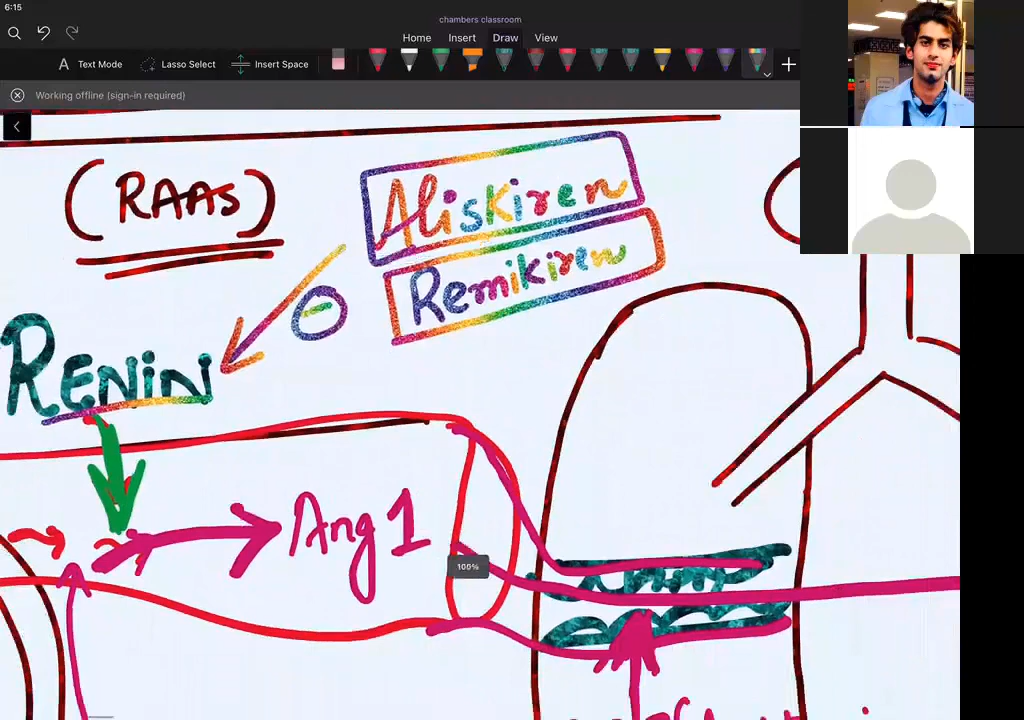 6:15
chambers classroom
Home Insert Draw View
Text Mode Lasso Select Insert Space
Working offline (sign-in required)
(RAAS)
Aliskiren
Remikiren
RENIN
Ang 1
100%